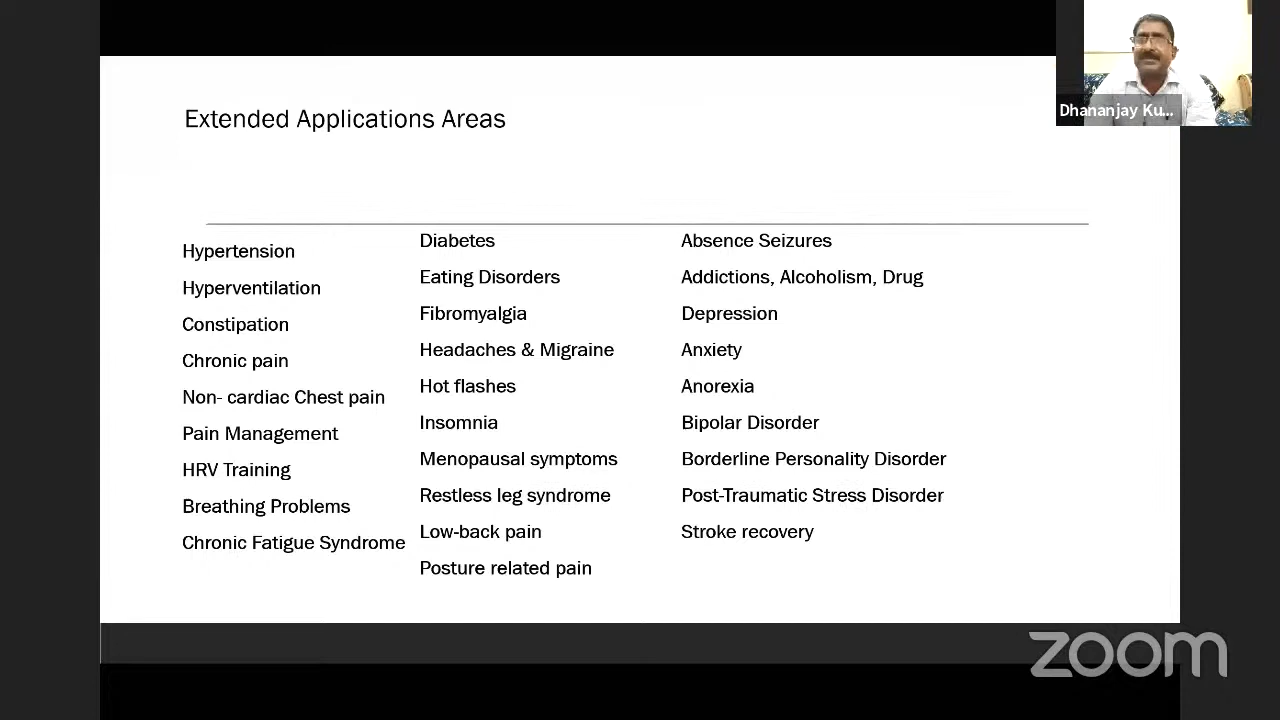 Extended Applications Areas
Hypertension
Hyperventilation
Constipation
Chronic pain
Non- cardiac Chest pain
Pain Management
HRV Training
Breathing Problems
Chronic Fatigue Syndrome
Diabetes
Eating Disorders
Fibromyalgia
Headaches & Migraine
Hot flashes
Insomnia
Menopausal symptoms
Restless leg syndrome
Low-back pain
Posture related pain
Absence Seizures
Addictions, Alcoholism, Drug
Depression
Anxiety
Anorexia
Bipolar Disorder
Borderline Personality Disorder
Post-Traumatic Stress Disorder
Stroke recovery
Dhananjay Ku...
zoom